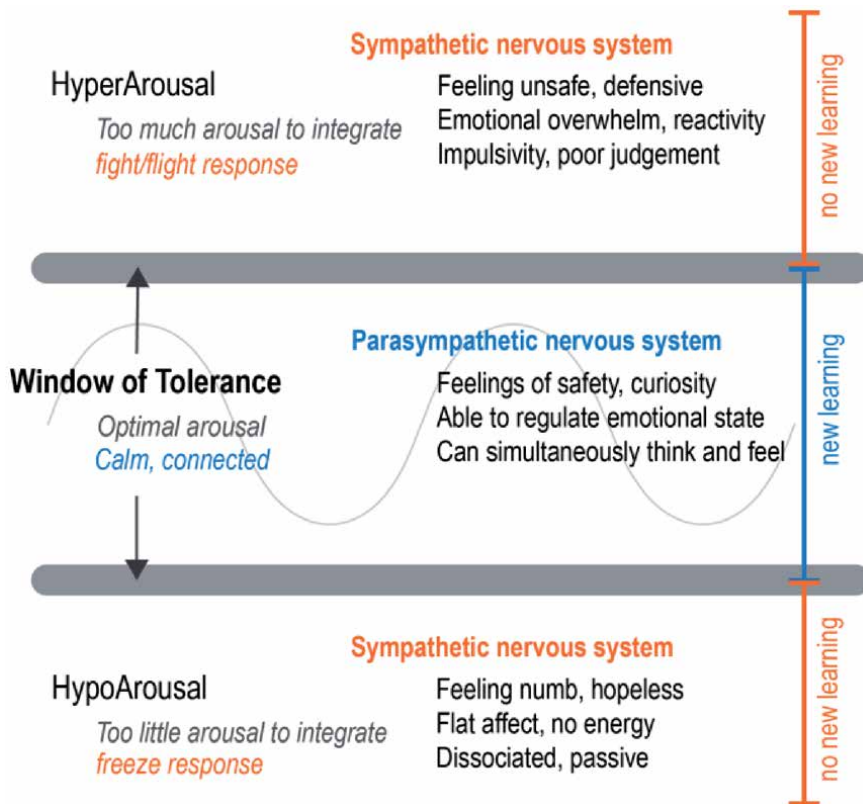 Sympathetic nervous system
HyperArousal
Feeling unsafe, defensive
Too much arousal to integrate
Emotional overwhelm, reactivity
fight/flight response
Impulsivity, poor judgement
no new learning
Parasympathetic nervous system
Window of Tolerance
Feelings of safety, curiosity
Optimal arousal
Able to regulate emotional state
Calm, connected
Can simultaneously think and feel
new learning
Sympathetic nervous system
HypoArousal
Feeling numb, hopeless
Too little arousal to integrate
Flat affect, no energy
freeze response
Dissociated, passive
no new learning